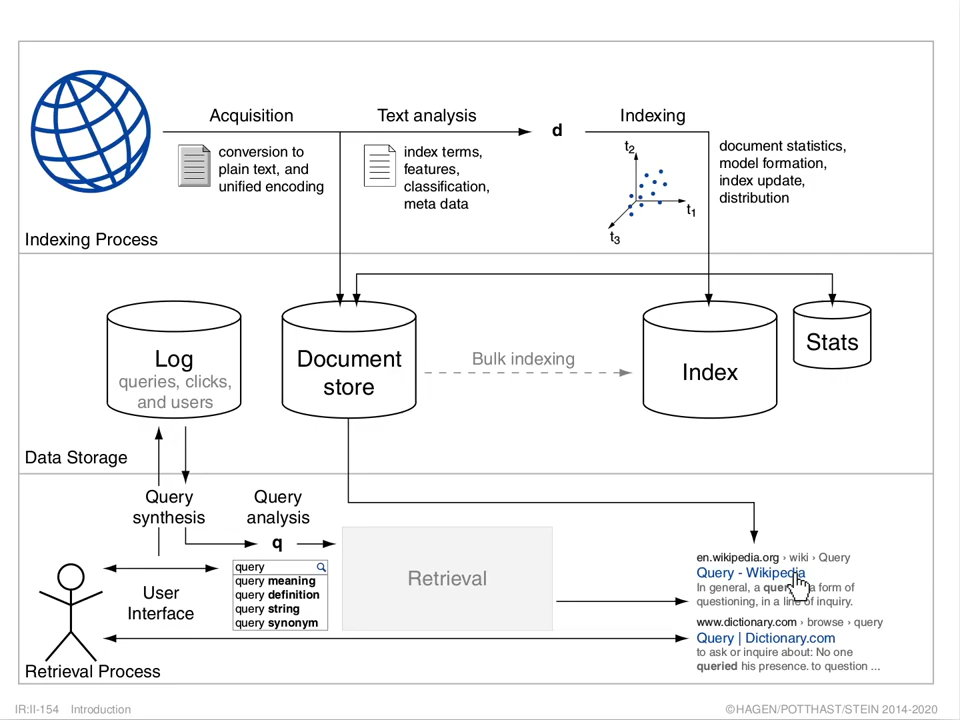 Acquisition
Text analysis
d
Indexing
conversion to
plain text, and
unified encoding
index terms,
features,
classification,
meta data
t2
t1
t3
document statistics,
model formation,
index update,
distribution
Indexing Process
Log
queries, clicks,
and users
Document
store
Bulk indexing
Index
Stats
Data Storage
Query
synthesis
Query
analysis
q
User
Interface
query
query meaning
query definition
query string
query synonym
Retrieval
en.wikipedia.org › wiki › Query
Query - Wikipedia
In general, a a form of
questioning, in a line of inquiry.
www.dictionary.com › browse › query
Query | Dictionary.com
to ask or inquire about: No one
queried his presence. to question ...
Retrieval Process
IR:II-154 Introduction
©HAGEN/POTTHAST/STEIN 2014-2020